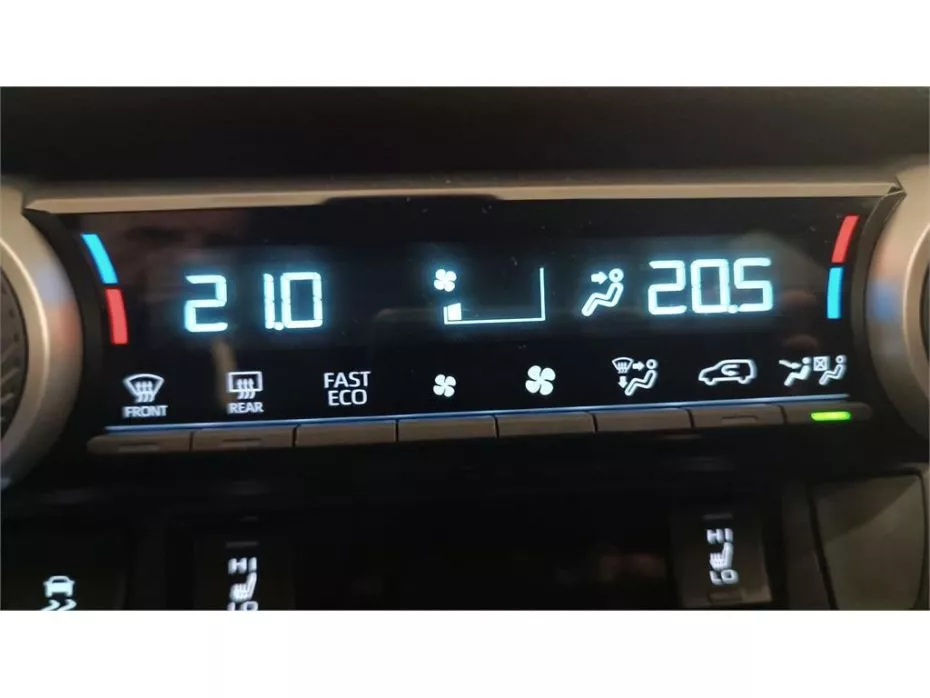 21.0 20.5
FRONT REAR FAST
ECO
HI HI
LO LO